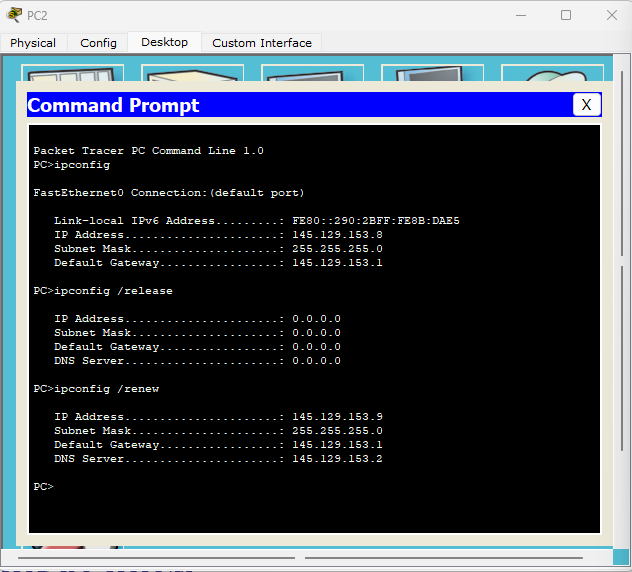 PC2
Physical Config Desktop Custom Interface
Command Prompt X
Packet Tracer PC Command Line 1.0
PC>ipconfig
FastEthernet0 Connection:(default port)
Link-local IPv6 Address.........: FE80::290:2BFF:FE8B:DAE5
IP Address......................: 145.129.153.8
Subnet Mask.....................: 255.255.255.0
Default Gateway.................: 145.129.153.1
PC>ipconfig /release
IP Address......................: 0.0.0.0
Subnet Mask.....................: 0.0.0.0
Default Gateway.................: 0.0.0.0
DNS Server......................: 0.0.0.0
PC>ipconfig /renew
IP Address......................: 145.129.153.9
Subnet Mask.....................: 255.255.255.0
Default Gateway.................: 145.129.153.1
DNS Server......................: 145.129.153.2
PC>